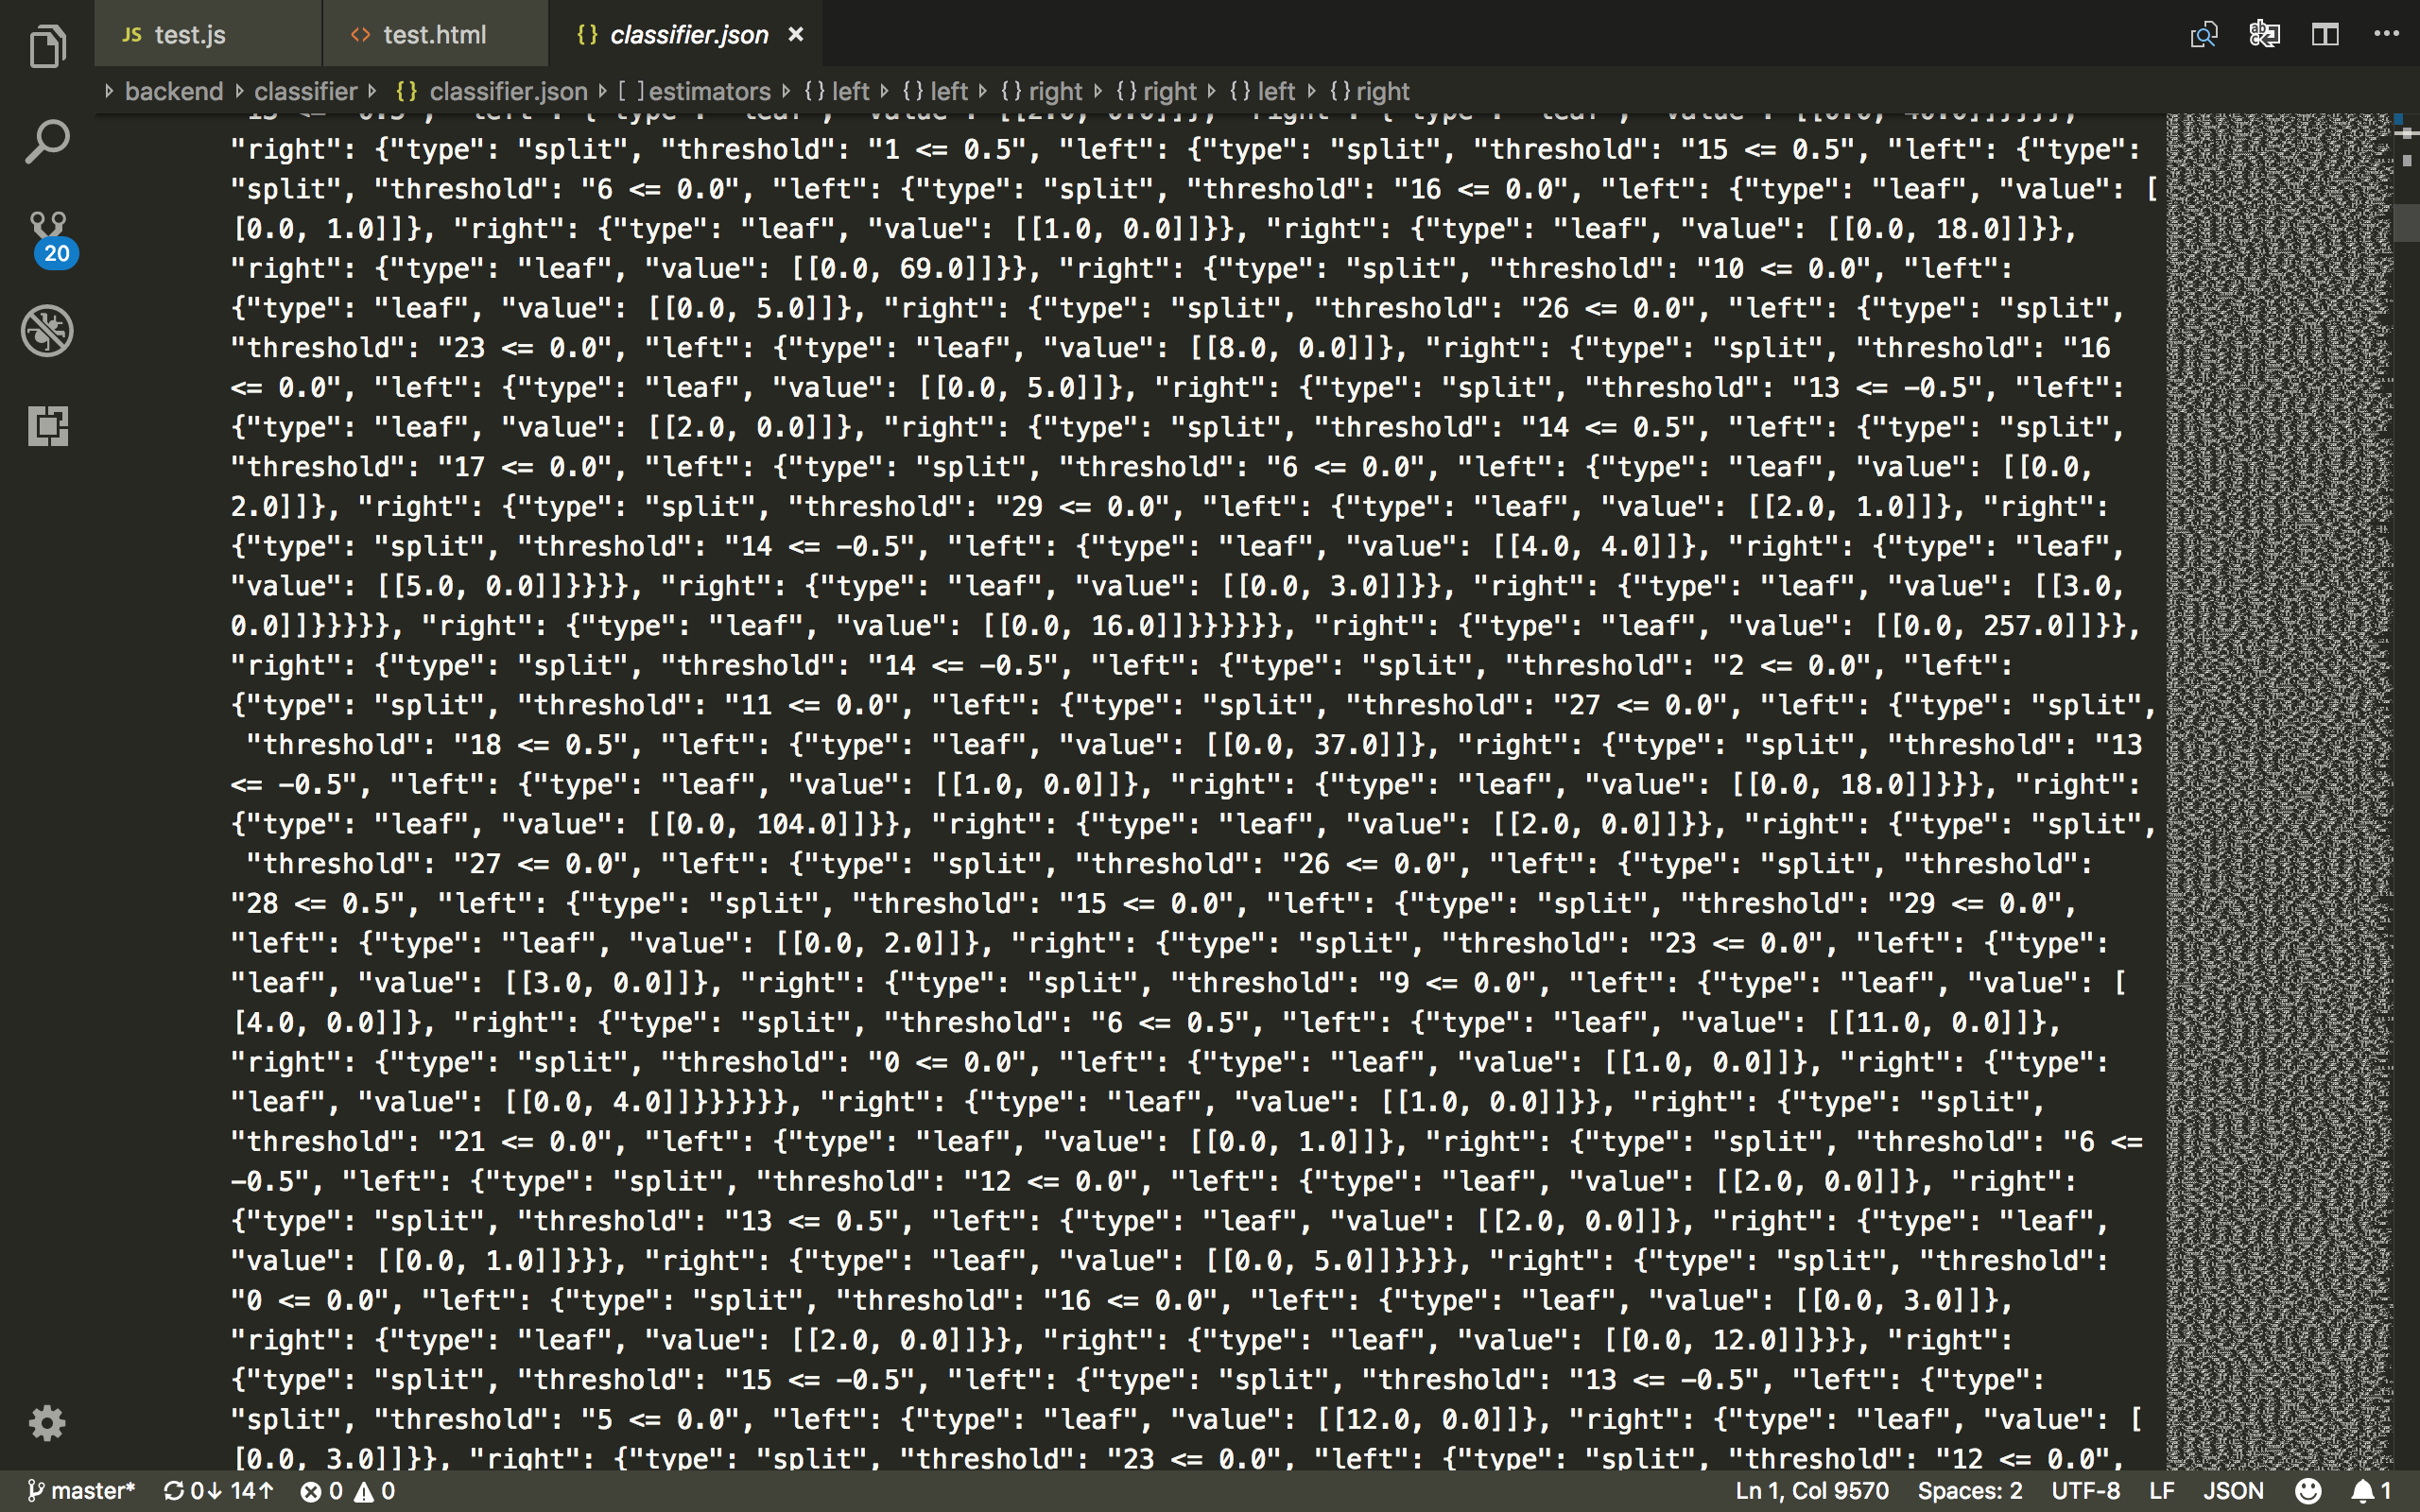 JS test.js
<> test.html
{} classifier.json ×
backend classifier {} classifier.json [ ] estimators {} left {} left {} right {} right {} left {} right
"right": {"type": "split", "threshold": "1 <= 0.5", "left": {"type": "split", "threshold": "15 <= 0.5", "left": {"type":
"split", "threshold": "6 <= 0.0", "left": {"type": "split", "threshold": "16 <= 0.0", "left": {"type": "leaf", "value": [
[0.0, 1.0]]}, "right": {"type": "leaf", "value": [[1.0, 0.0]]}}, "right": {"type": "leaf", "value": [[0.0, 18.0]]}},
"right": {"type": "leaf", "value": [[0.0, 69.0]]}}, "right": {"type": "split", "threshold": "10 <= 0.0", "left":
{"type": "leaf", "value": [[0.0, 5.0]]}, "right": {"type": "split", "threshold": "26 <= 0.0", "left": {"type": "split",
"threshold": "23 <= 0.0", "left": {"type": "leaf", "value": [[8.0, 0.0]]}, "right": {"type": "split", "threshold": "16
<= 0.0", "left": {"type": "leaf", "value": [[0.0, 5.0]]}, "right": {"type": "split", "threshold": "13 <= -0.5", "left":
{"type": "leaf", "value": [[2.0, 0.0]]}, "right": {"type": "split", "threshold": "14 <= 0.5", "left": {"type": "split",
"threshold": "17 <= 0.0", "left": {"type": "split", "threshold": "6 <= 0.0", "left": {"type": "leaf", "value": [[0.0,
2.0]]}, "right": {"type": "split", "threshold": "29 <= 0.0", "left": {"type": "leaf", "value": [[2.0, 1.0]]}, "right":
{"type": "split", "threshold": "14 <= -0.5", "left": {"type": "leaf", "value": [[4.0, 4.0]]}, "right": {"type": "leaf",
"value": [[5.0, 0.0]]}}}}, "right": {"type": "leaf", "value": [[0.0, 3.0]]}}, "right": {"type": "leaf", "value": [[3.0,
0.0]]}}}}}, "right": {"type": "leaf", "value": [[0.0, 16.0]]}}}}}}, "right": {"type": "leaf", "value": [[0.0, 257.0]]}},
"right": {"type": "split", "threshold": "14 <= -0.5", "left": {"type": "split", "threshold": "2 <= 0.0", "left":
{"type": "split", "threshold": "11 <= 0.0", "left": {"type": "split", "threshold": "27 <= 0.0", "left": {"type": "split",
"threshold": "18 <= 0.5", "left": {"type": "leaf", "value": [[0.0, 37.0]]}, "right": {"type": "split", "threshold": "13
<= -0.5", "left": {"type": "leaf", "value": [[1.0, 0.0]]}, "right": {"type": "leaf", "value": [[0.0, 18.0]]}}}, "right":
{"type": "leaf", "value": [[0.0, 104.0]]}}, "right": {"type": "leaf", "value": [[2.0, 0.0]]}}, "right": {"type": "split",
"threshold": "27 <= 0.0", "left": {"type": "split", "threshold": "26 <= 0.0", "left": {"type": "split", "threshold":
"28 <= 0.5", "left": {"type": "split", "threshold": "15 <= 0.0", "left": {"type": "split", "threshold": "29 <= 0.0",
"left": {"type": "leaf", "value": [[0.0, 2.0]]}, "right": {"type": "split", "threshold": "23 <= 0.0", "left": {"type":
"leaf", "value": [[3.0, 0.0]]}, "right": {"type": "split", "threshold": "9 <= 0.0", "left": {"type": "leaf", "value": [
[4.0, 0.0]]}, "right": {"type": "split", "threshold": "6 <= 0.5", "left": {"type": "leaf", "value": [[11.0, 0.0]]},
"right": {"type": "split", "threshold": "0 <= 0.0", "left": {"type": "leaf", "value": [[1.0, 0.0]]}, "right": {"type":
"leaf", "value": [[0.0, 4.0]]}}}}}}, "right": {"type": "leaf", "value": [[1.0, 0.0]]}}, "right": {"type": "split",
"threshold": "21 <= 0.0", "left": {"type": "leaf", "value": [[0.0, 1.0]]}, "right": {"type": "split", "threshold": "6 <=
-0.5", "left": {"type": "split", "threshold": "12 <= 0.0", "left": {"type": "leaf", "value": [[2.0, 0.0]]}, "right":
{"type": "split", "threshold": "13 <= 0.5", "left": {"type": "leaf", "value": [[2.0, 0.0]]}, "right": {"type": "leaf",
"value": [[0.0, 1.0]]}}}, "right": {"type": "leaf", "value": [[0.0, 5.0]]}}}}, "right": {"type": "split", "threshold":
"0 <= 0.0", "left": {"type": "split", "threshold": "16 <= 0.0", "left": {"type": "leaf", "value": [[0.0, 3.0]]},
"right": {"type": "leaf", "value": [[2.0, 0.0]]}}, "right": {"type": "leaf", "value": [[0.0, 12.0]]}}}, "right":
{"type": "split", "threshold": "15 <= -0.5", "left": {"type": "split", "threshold": "13 <= -0.5", "left": {"type":
"split", "threshold": "5 <= 0.0", "left": {"type": "leaf", "value": [[12.0, 0.0]]}, "right": {"type": "leaf", "value": [
[0.0, 3.0]]}}, "right": {"type": "split", "threshold": "23 <= 0.0", "left": {"type": "split", "threshold": "12 <= 0.0",
20
master* 0↓ 14↑ 0 0 Ln 1, Col 9570 Spaces: 2 UTF-8 LF JSON 1